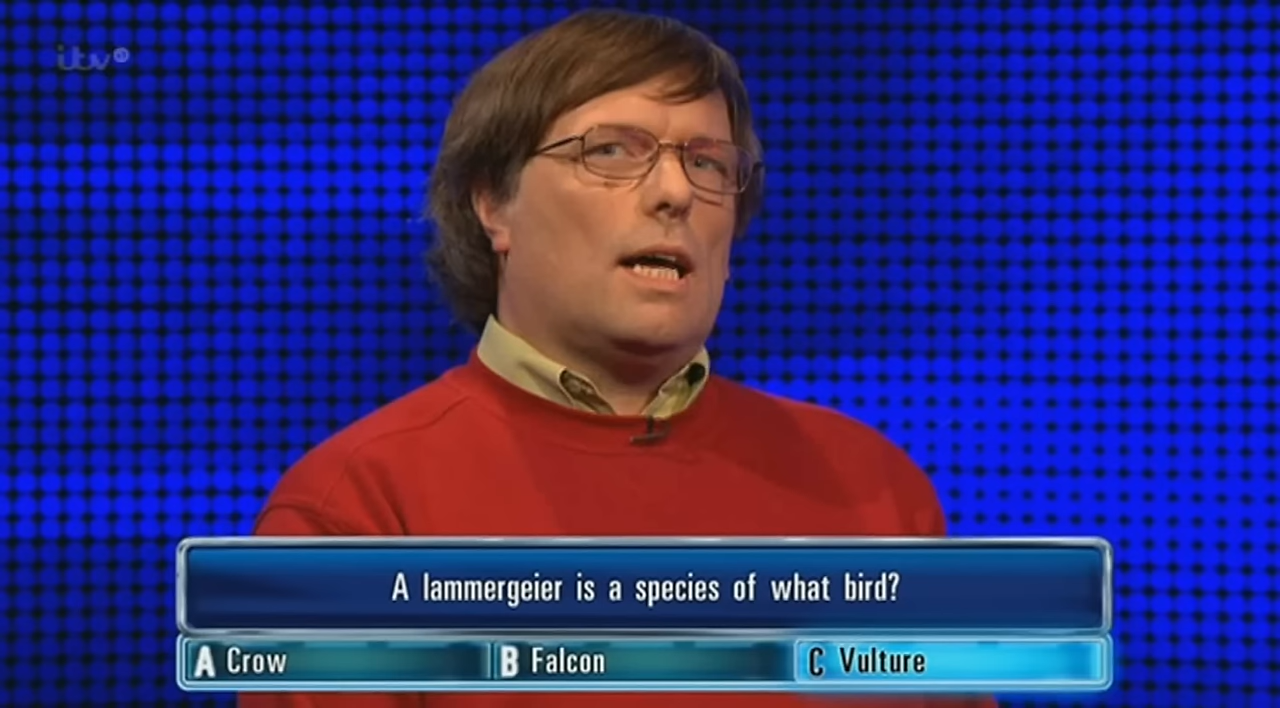 itv
A lammergeier is a species of what bird?
A Crow
B Falcon
C Vulture